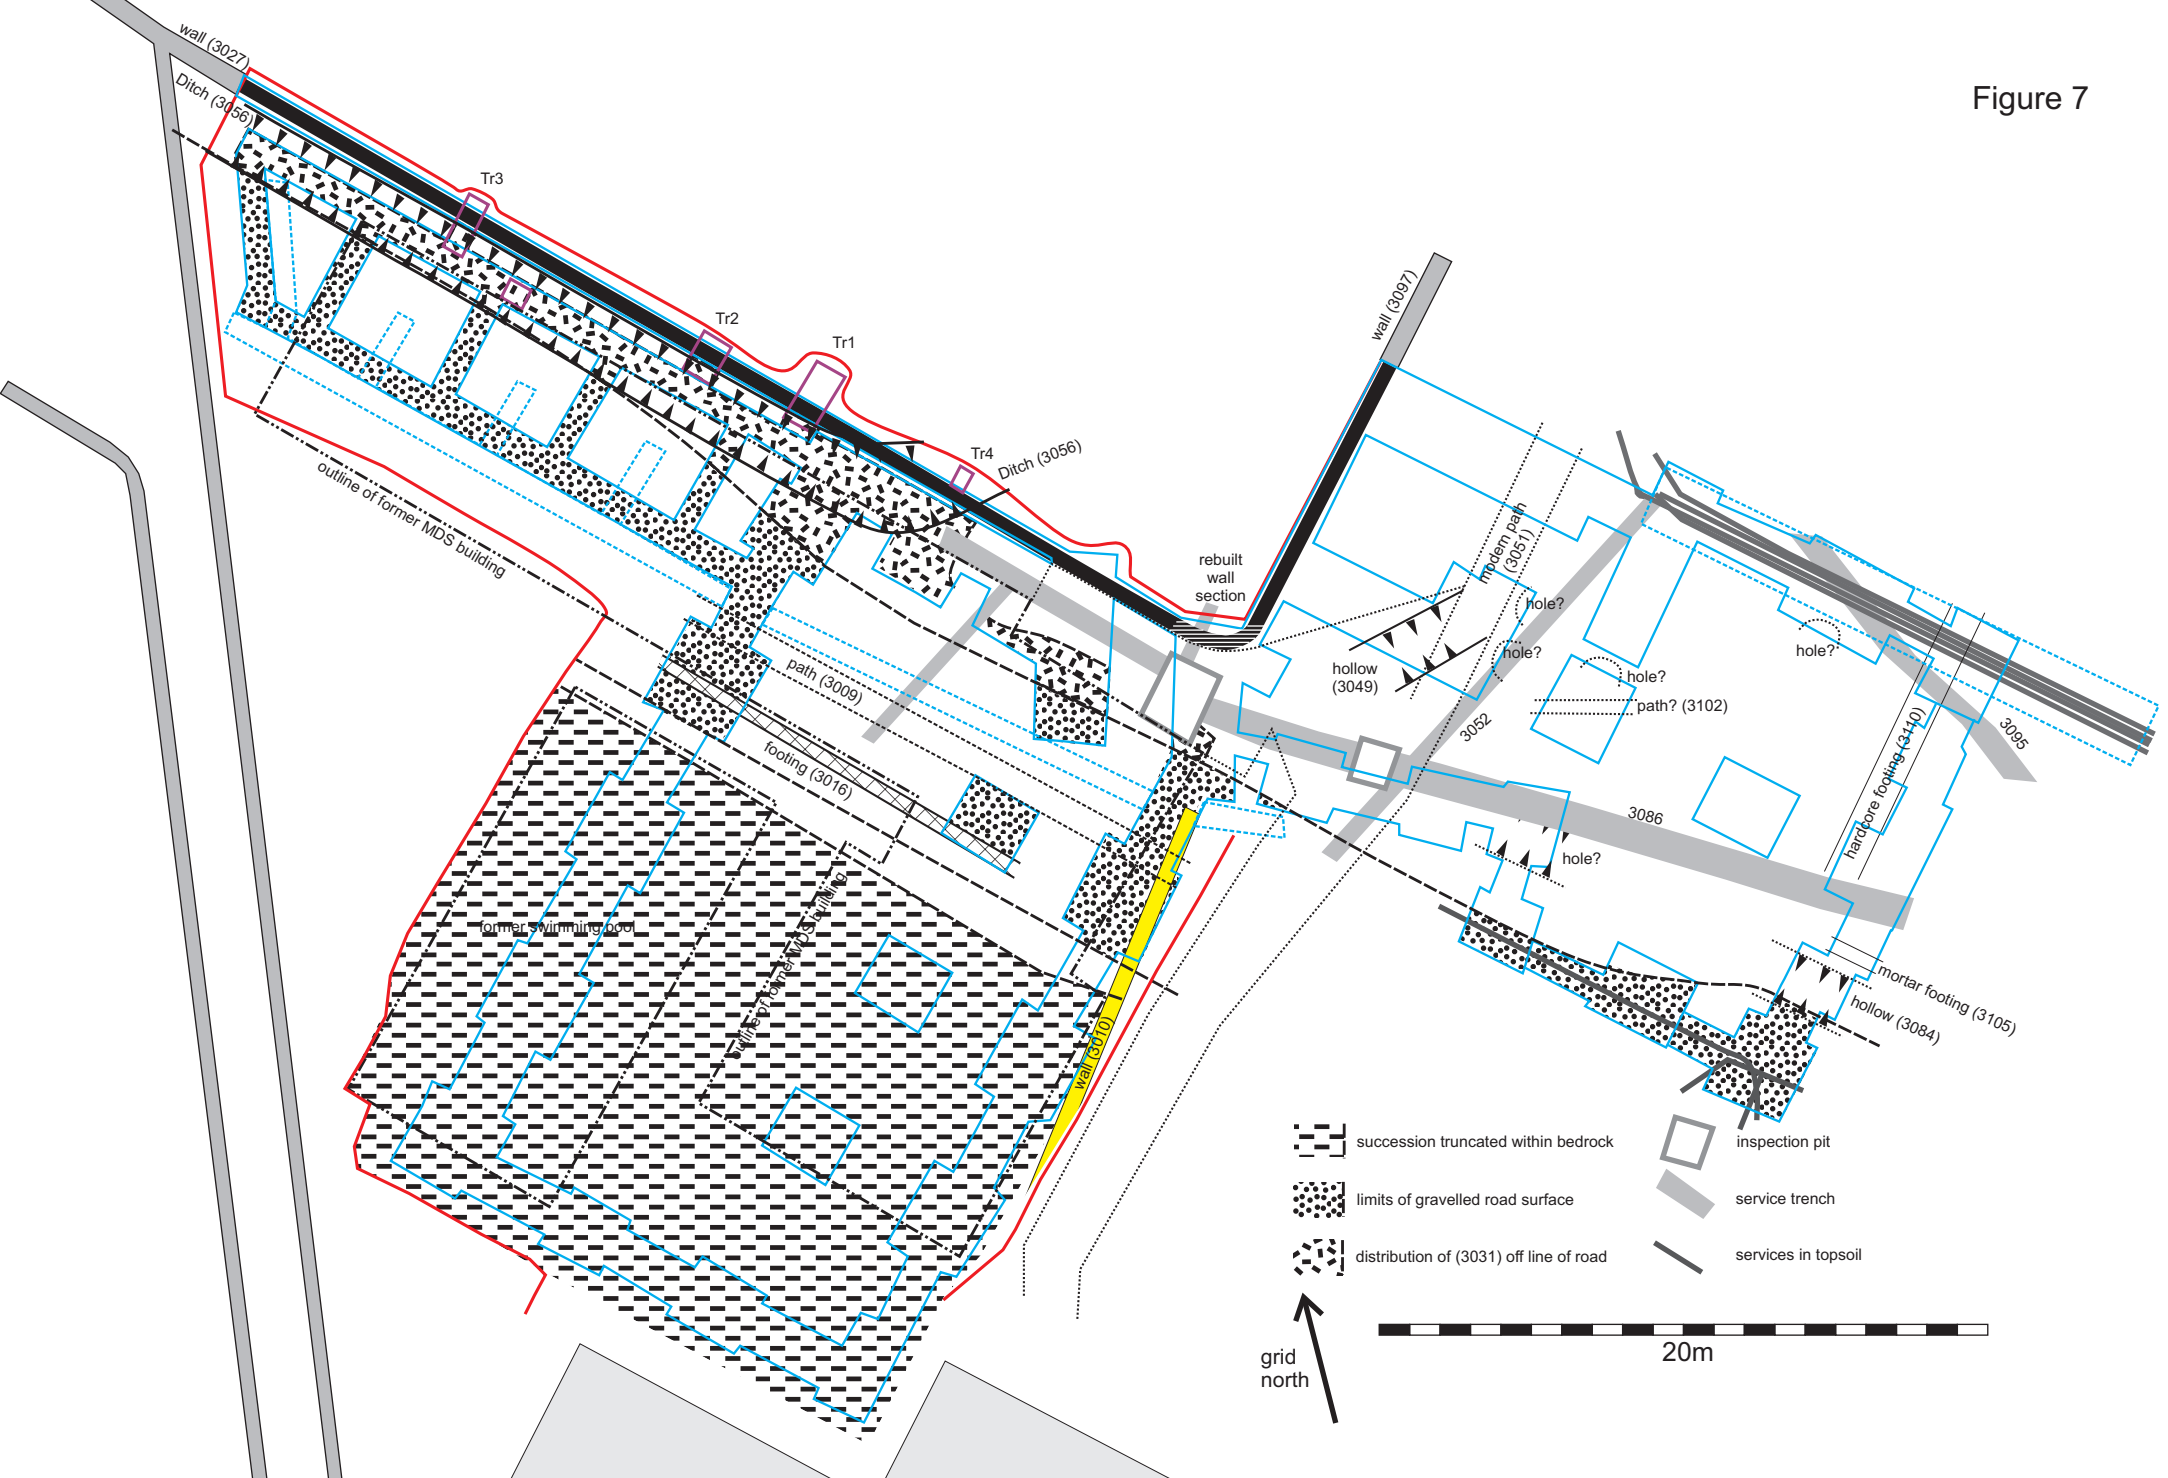 Figure 7
wall (3027)
Ditch (3056)
Tr3
Tr2
Tr1
Tr4
Ditch (3056)
wall (3097)
outline of former MDS building
rebuilt
wall
section
modern path
(3051)
hole?
hole?
hollow
(3049)
hole?
hole?
path? (3102)
path (3009)
3052
3095
footing (3016)
hardcore footing (3110)
3086
hole?
former swimming pool
outline of former MDS building
mortar footing (3105)
hollow (3084)
wall (3010)
succession truncated within bedrock
inspection pit
limits of gravelled road surface
service trench
distribution of (3031) off line of road
services in topsoil
grid
north
20m